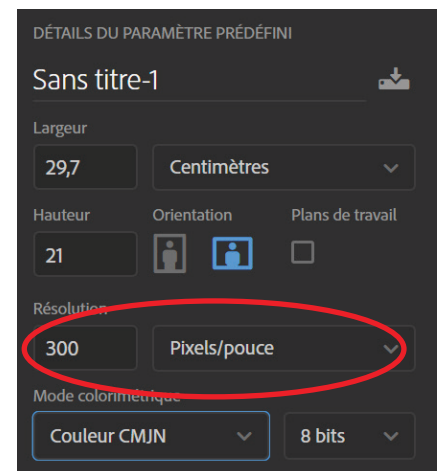 DÉTAILS DU PARAMÈTRE PRÉDÉFINI
Sans titre-1
Largeur
29,7 Centimètres
Hauteur Orientation Plans de travail
21
Résolution
300 Pixels/pouce
Mode colorimétrique
Couleur CMJN 8 bits